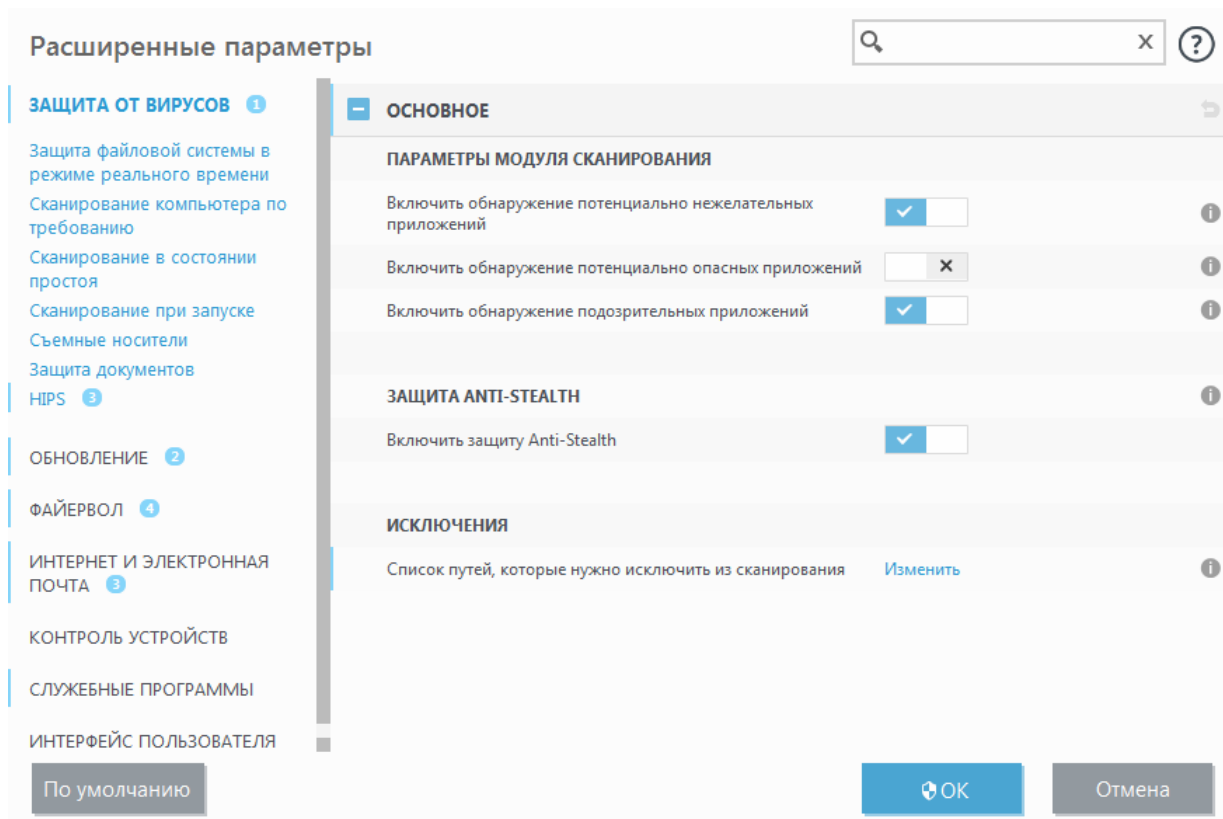 Расширенные параметры
X
?
ЗАЩИТА ОТ ВИРУСОВ 1
Защита файловой системы в
режиме реального времени
Сканирование компьютера по
требованию
Сканирование в состоянии
простоя
Сканирование при запуске
Съемные носители
Защита документов
HIPS 3
ОБНОВЛЕНИЕ 2
ФАЙЕРВОЛ 4
ИНТЕРНЕТ И ЭЛЕКТРОННАЯ
ПОЧТА 3
КОНТРОЛЬ УСТРОЙСТВ
СЛУЖЕБНЫЕ ПРОГРАММЫ
ИНТЕРФЕЙС ПОЛЬЗОВАТЕЛЯ
ОСНОВНОЕ
ПАРАМЕТРЫ МОДУЛЯ СКАНИРОВАНИЯ
Включить обнаружение потенциально нежелательных
приложений
Включить обнаружение потенциально опасных приложений
Включить обнаружение подозрительных приложений
ЗАЩИТА ANTI-STEALTH
Включить защиту Anti-Stealth
ИСКЛЮЧЕНИЯ
Список путей, которые нужно исключить из сканирования Изменить
По умолчанию
ОК
Отмена